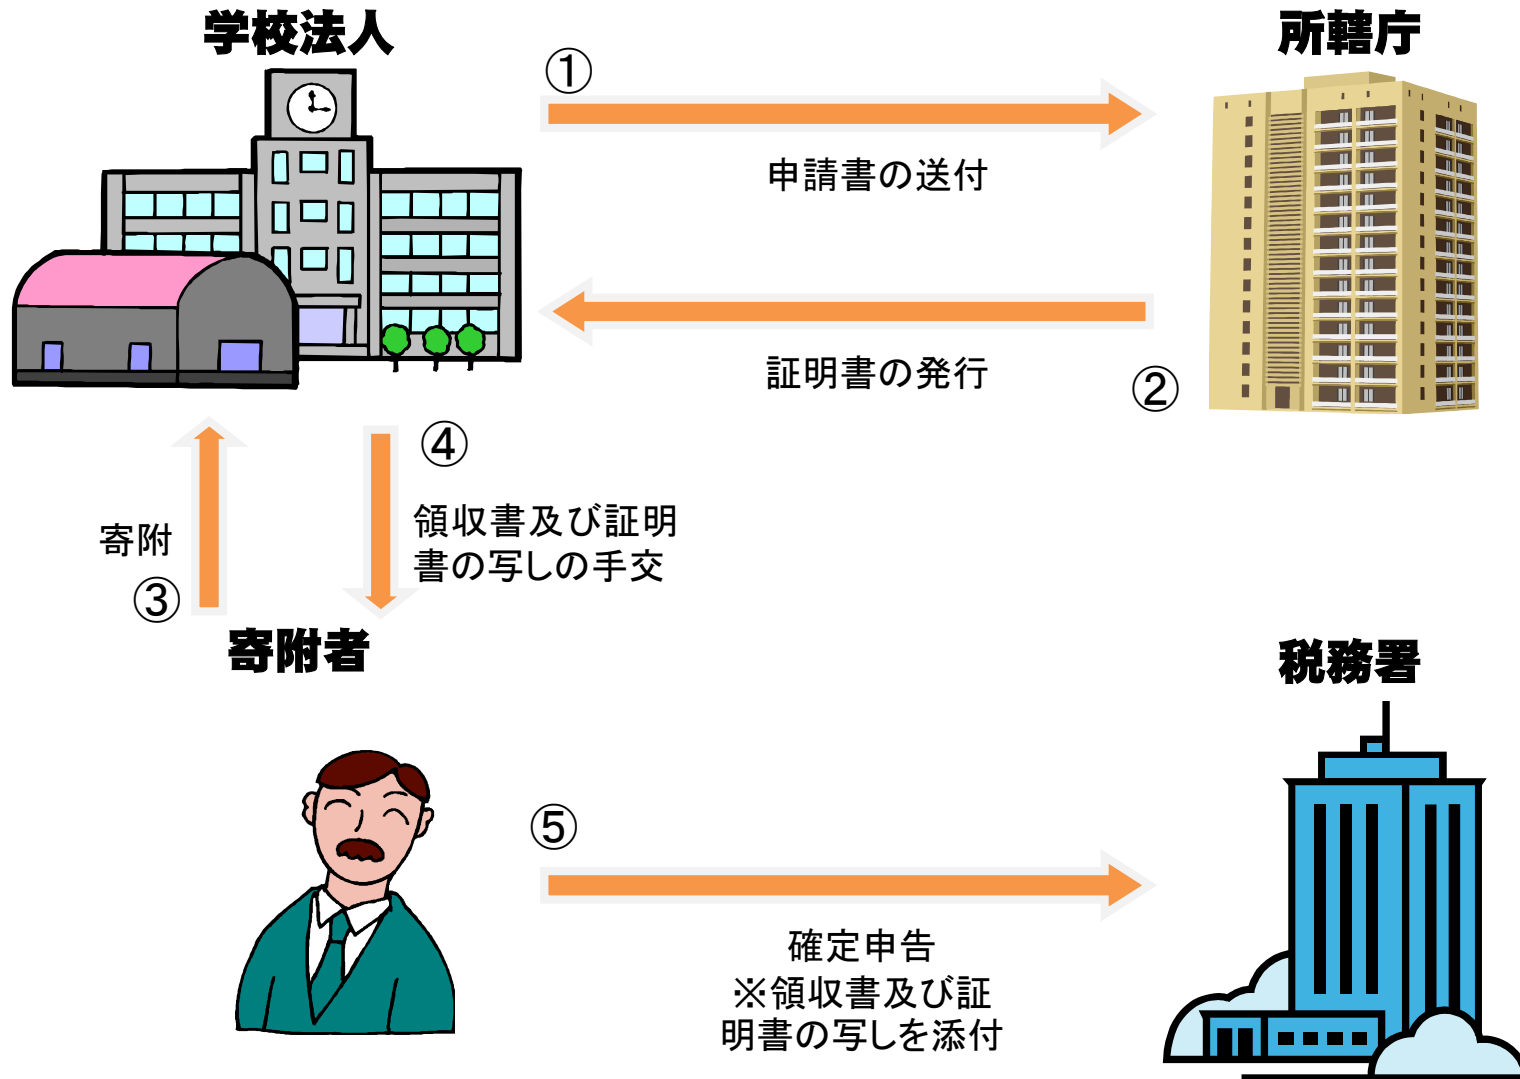 学校法人
所轄庁
①
申請書の送付
証明書の発行
②
④
寄附
領収書及び証明
書の写しの手交
③
寄附者
税務署
⑤
確定申告
※領収書及び証
明書の写しを添付